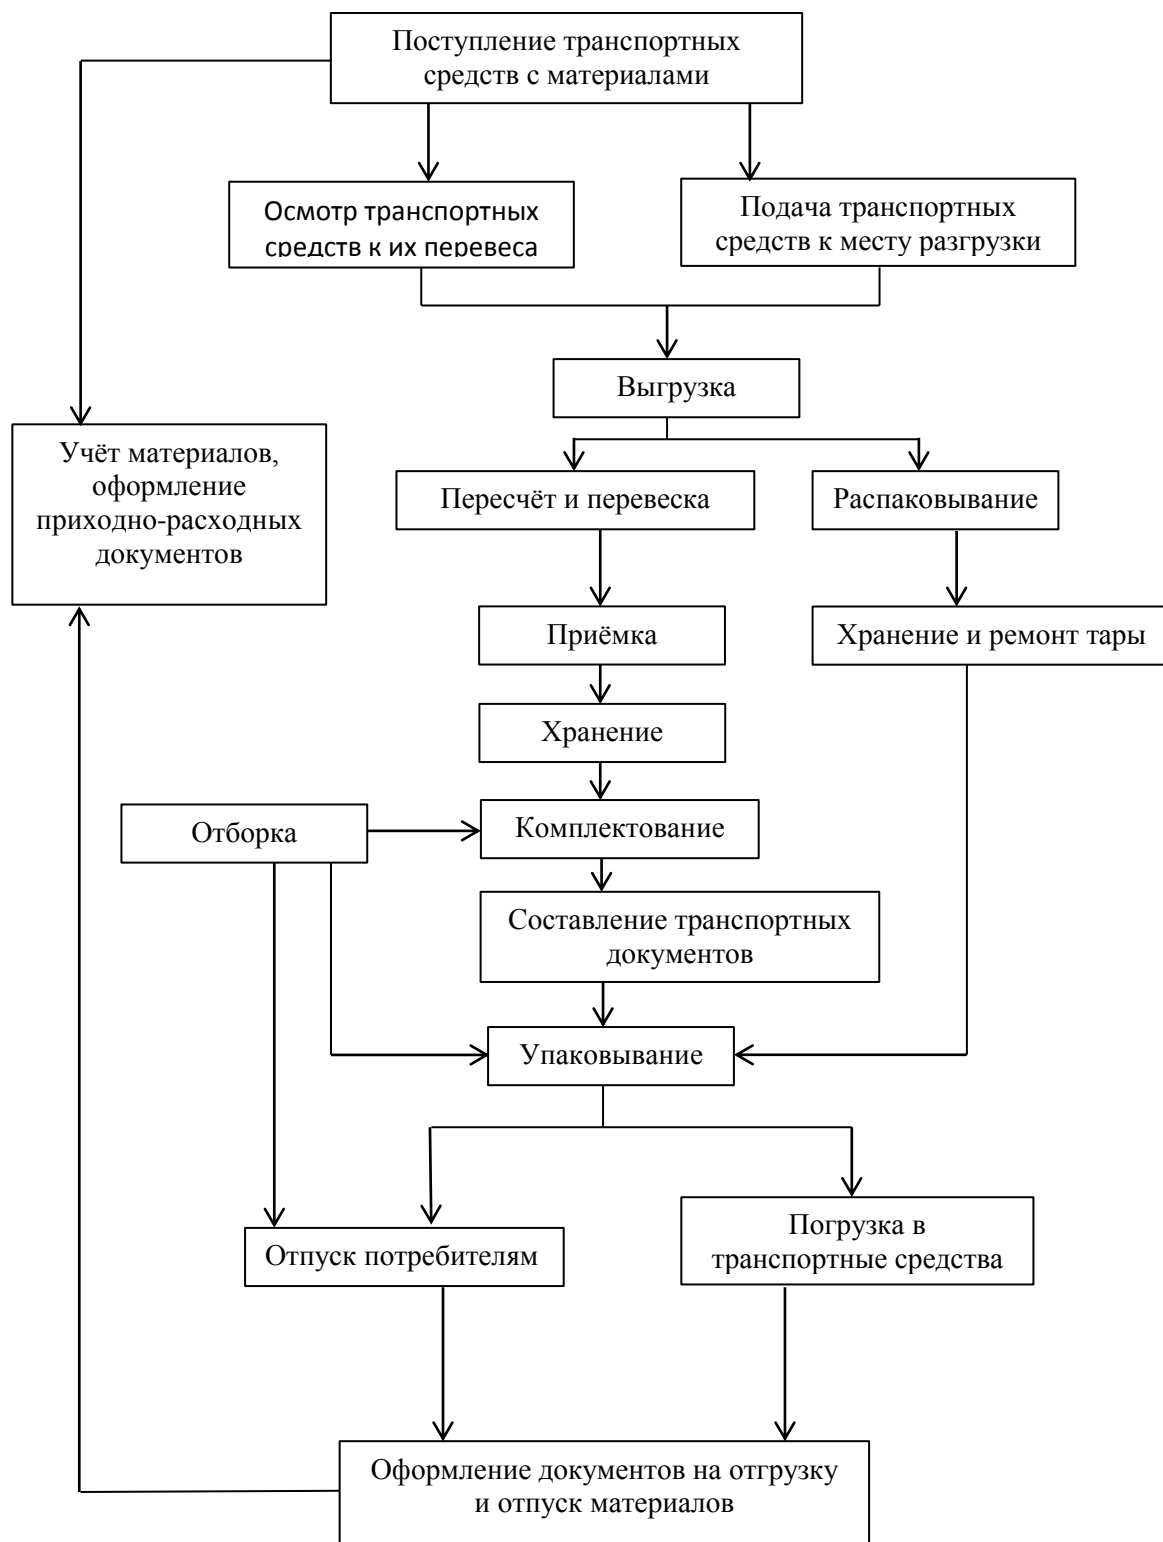 Поступление транспортных
средств с материалами
Осмотр транспортных
средств к их перевеса
Подача транспортных
средств к месту разгрузки
Выгрузка
Учёт материалов,
оформление
приходно-расходных
документов
Пересчёт и перевеска
Распаковывание
Приёмка
Хранение и ремонт тары
Хранение
Отборка
Комплектование
Составление транспортных
документов
Упаковывание
Отпуск потребителям
Погрузка в
транспортные средства
Оформление документов на отгрузку
и отпуск материалов